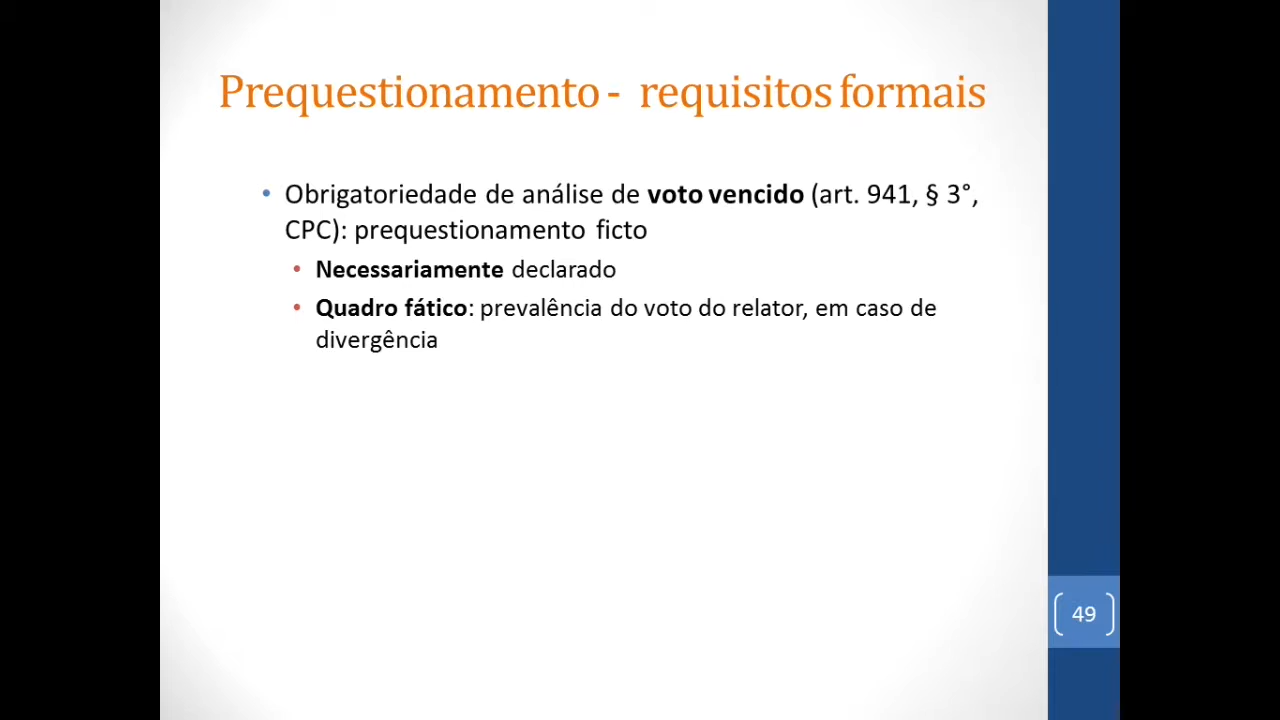 Prequestionamento - requisitos formais
• Obrigatoriedade de análise de voto vencido (art. 941, § 3°,
CPC): prequestionamento ficto
• Necessariamente declarado
• Quadro fático: prevalência do voto do relator, em caso de
divergência
49